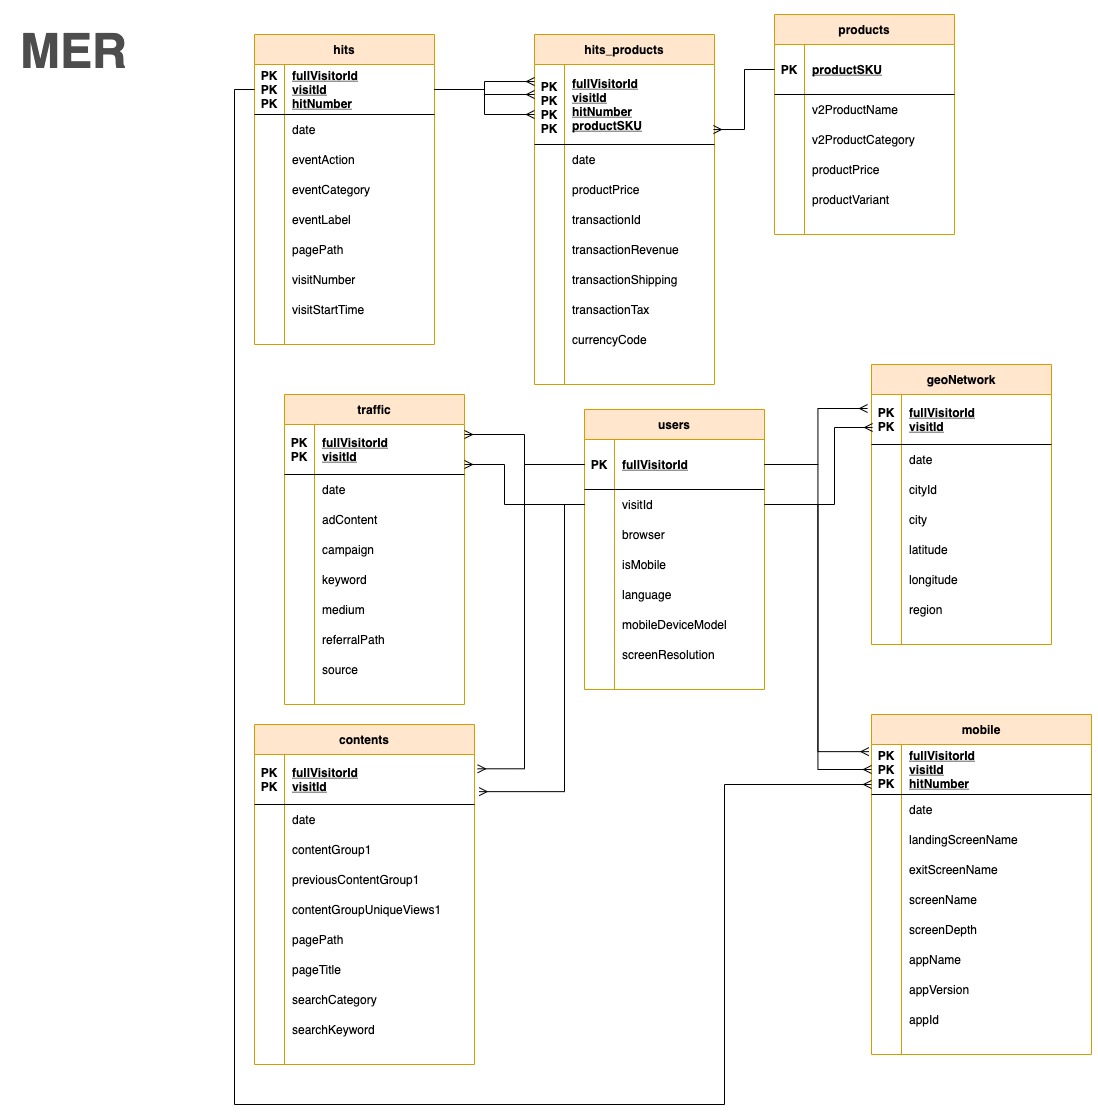 MER
hits
PK fullVisitorId
PK visitId
PK hitNumber
date
eventAction
eventCategory
eventLabel
pagePath
visitNumber
visitStartTime
hits_products
PK fullVisitorId
PK visitId
PK hitNumber
PK productSKU
date
productPrice
transactionId
transactionRevenue
transactionShipping
transactionTax
currencyCode
products
PK productSKU
v2ProductName
v2ProductCategory
productPrice
productVariant
traffic
PK fullVisitorId
PK visitId
date
adContent
campaign
keyword
medium
referralPath
source
users
PK fullVisitorId
visitId
browser
isMobile
language
mobileDeviceModel
screenResolution
geoNetwork
PK fullVisitorId
PK visitId
date
cityId
city
latitude
longitude
region
contents
PK fullVisitorId
PK visitId
date
contentGroup1
previousContentGroup1
contentGroupUniqueViews1
pagePath
pageTitle
searchCategory
searchKeyword
mobile
PK fullVisitorId
PK visitId
PK hitNumber
date
landingScreenName
exitScreenName
screenName
screenDepth
appName
appVersion
appId